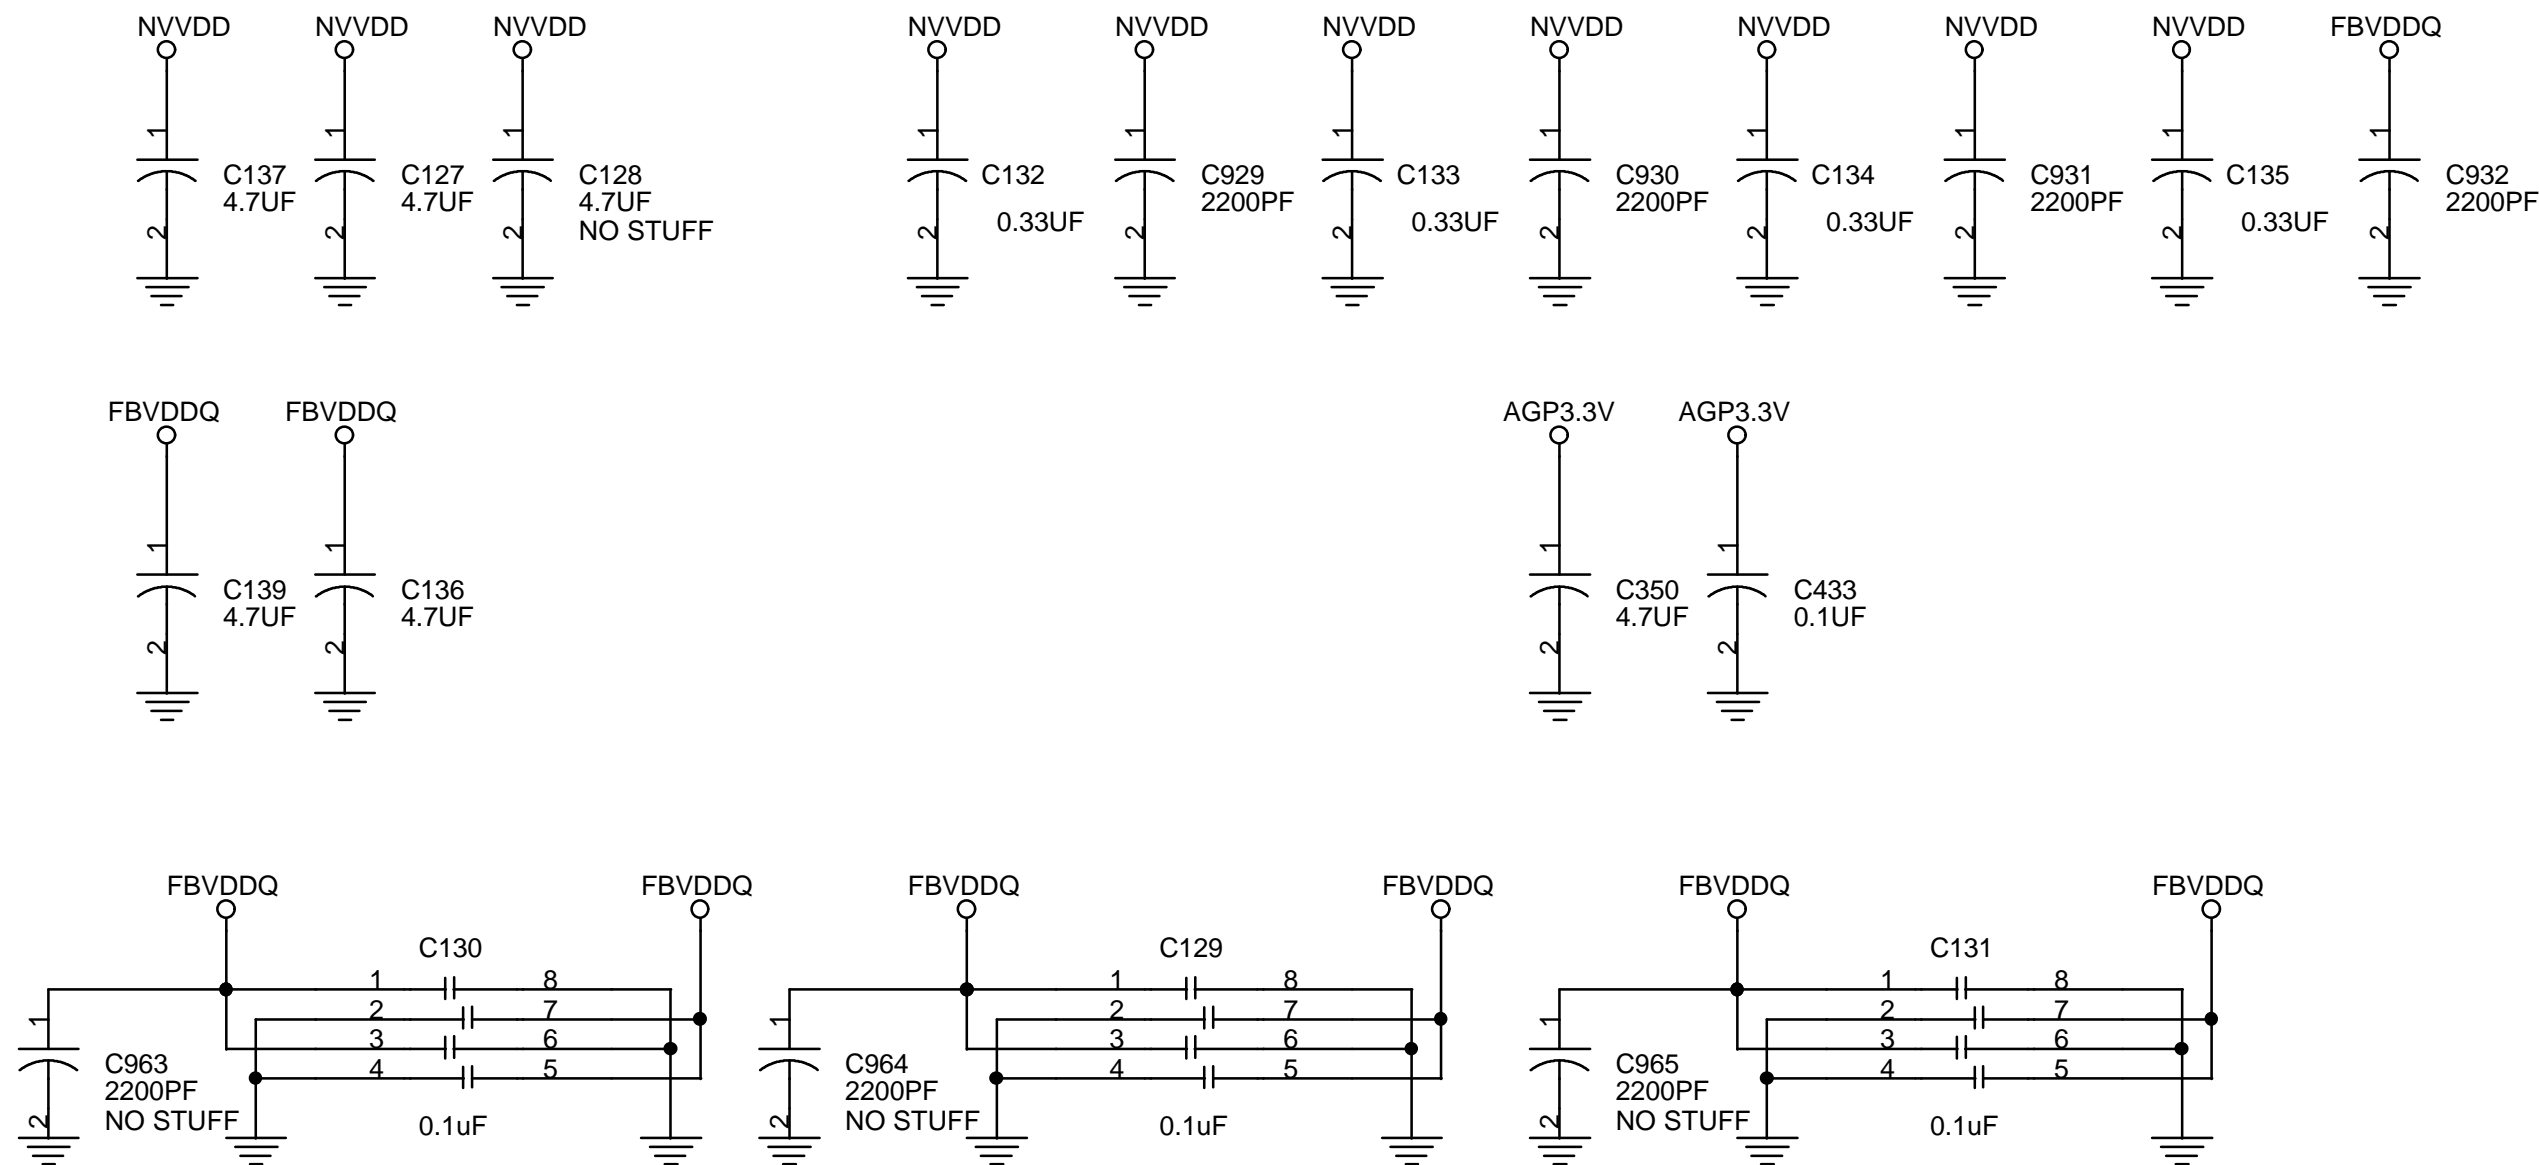 NVVDD NVVDD NVVDD NVVDD NVVDD NVVDD NVVDD NVVDD NVVDD NVVDD FBVDDQ
1 1 1 1 1 1 1 1 1 1 1
C137 C127 C128 C132 C929 C133 C930 C134 C931 C135 C932
4.7UF 4.7UF 4.7UF 2200PF 2200PF 2200PF 2200PF
0.33UF 0.33UF 0.33UF 0.33UF
2 2 2 2 2 2 2 2 2 2 2
NO STUFF
FBVDDQ FBVDDQ AGP3.3V AGP3.3V
1 1 1 1
C139 C136 C350 C433
4.7UF 4.7UF 4.7UF 0.1UF
2 2 2 2
FBVDDQ FBVDDQ FBVDDQ FBVDDQ FBVDDQ FBVDDQ
C130 C129 C131
1 8 1 8 1 8
1 2 7 1 2 7 1 2 7
3 6 3 6 3 6
C963 4 5 C964 4 5 C965 4 5
2200PF 2200PF 2200PF
2 NO STUFF 0.1uF 2 NO STUFF 0.1uF 2 NO STUFF 0.1uF